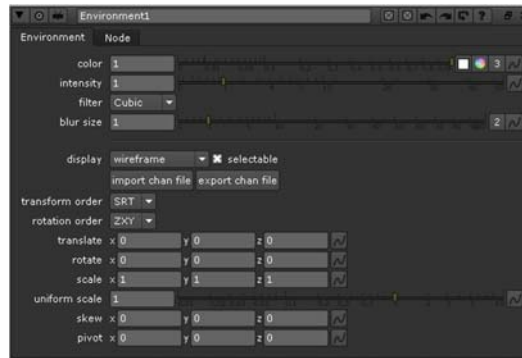 Environment1 ?
Environment Node
color 1 3
intensity 1
filter Cubic
blur size 1 2
display wireframe selectable
import chan file export chan file
transform order SRT
rotation order ZXY
translate x 0 y 0 z 0
rotate x 0 y 0 z 0
scale x 1 y 1 z 1
uniform scale 1
skew x 0 y 0 z 0
pivot x 0 y 0 z 0